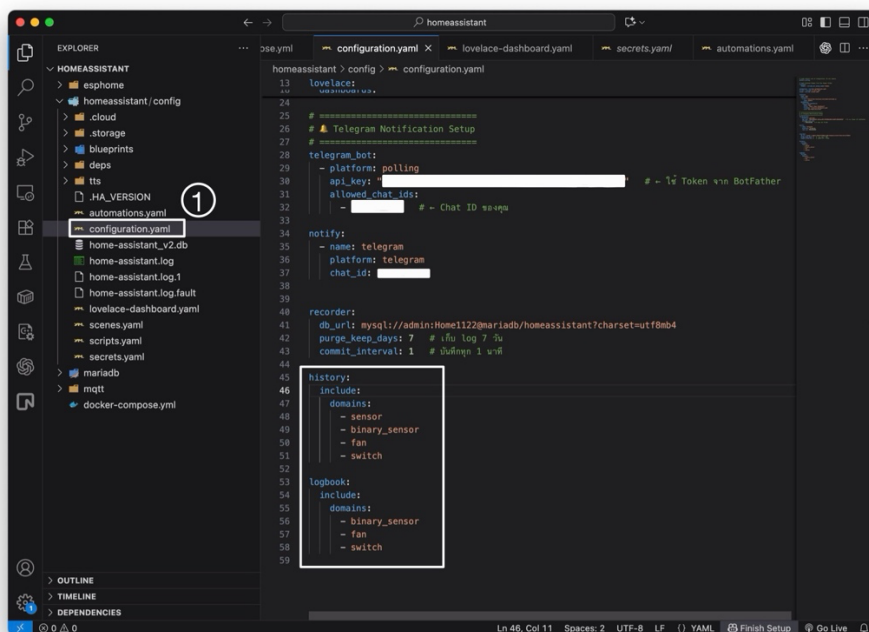 homeassistant
EXPLORER
ose.yml
configuration.yaml
lovelace-dashboard.yaml
secrets.yaml
automations.yaml
HOMEASSISTANT
esphome
homeassistant/config
.cloud
.storage
blueprints
deps
tts
.HA_VERSION
automations.yaml
1
configuration.yaml
home-assistant_v2.db
home-assistant.log
home-assistant.log.1
home-assistant.log.fault
lovelace-dashboard.yaml
scenes.yaml
scripts.yaml
secrets.yaml
mariadb
mqtt
docker-compose.yml
OUTLINE
TIMELINE
DEPENDENCIES
homeassistant > config > configuration.yaml
13 lovelace:
24
25 # ==============================
26 # 🔔 Telegram Notification Setup
27 # ==============================
28 telegram_bot:
29 - platform: polling
30 api_key: " " # ← ใช้ Token จาก BotFather
31 allowed_chat_ids:
32 - # ← Chat ID ของคุณ
33
34 notify:
35 - name: telegram
36 platform: telegram
37 chat_id:
38
39
40 recorder:
41 db_url: mysql://admin:Home1122@mariadb/homeassistant?charset=utf8mb4
42 purge_keep_days: 7 # เก็บ log 7 วัน
43 commit_interval: 1 # บันทึกทุก 1 นาที
44
45 history:
46 include:
47 domains:
48 - sensor
49 - binary_sensor
50 - fan
51 - switch
52
53 logbook:
54 include:
55 domains:
56 - binary_sensor
57 - fan
58 - switch
59
1
0 0 0
Ln 46, Col 11 Spaces: 2 UTF-8 LF {} YAML Finish Setup Go Live